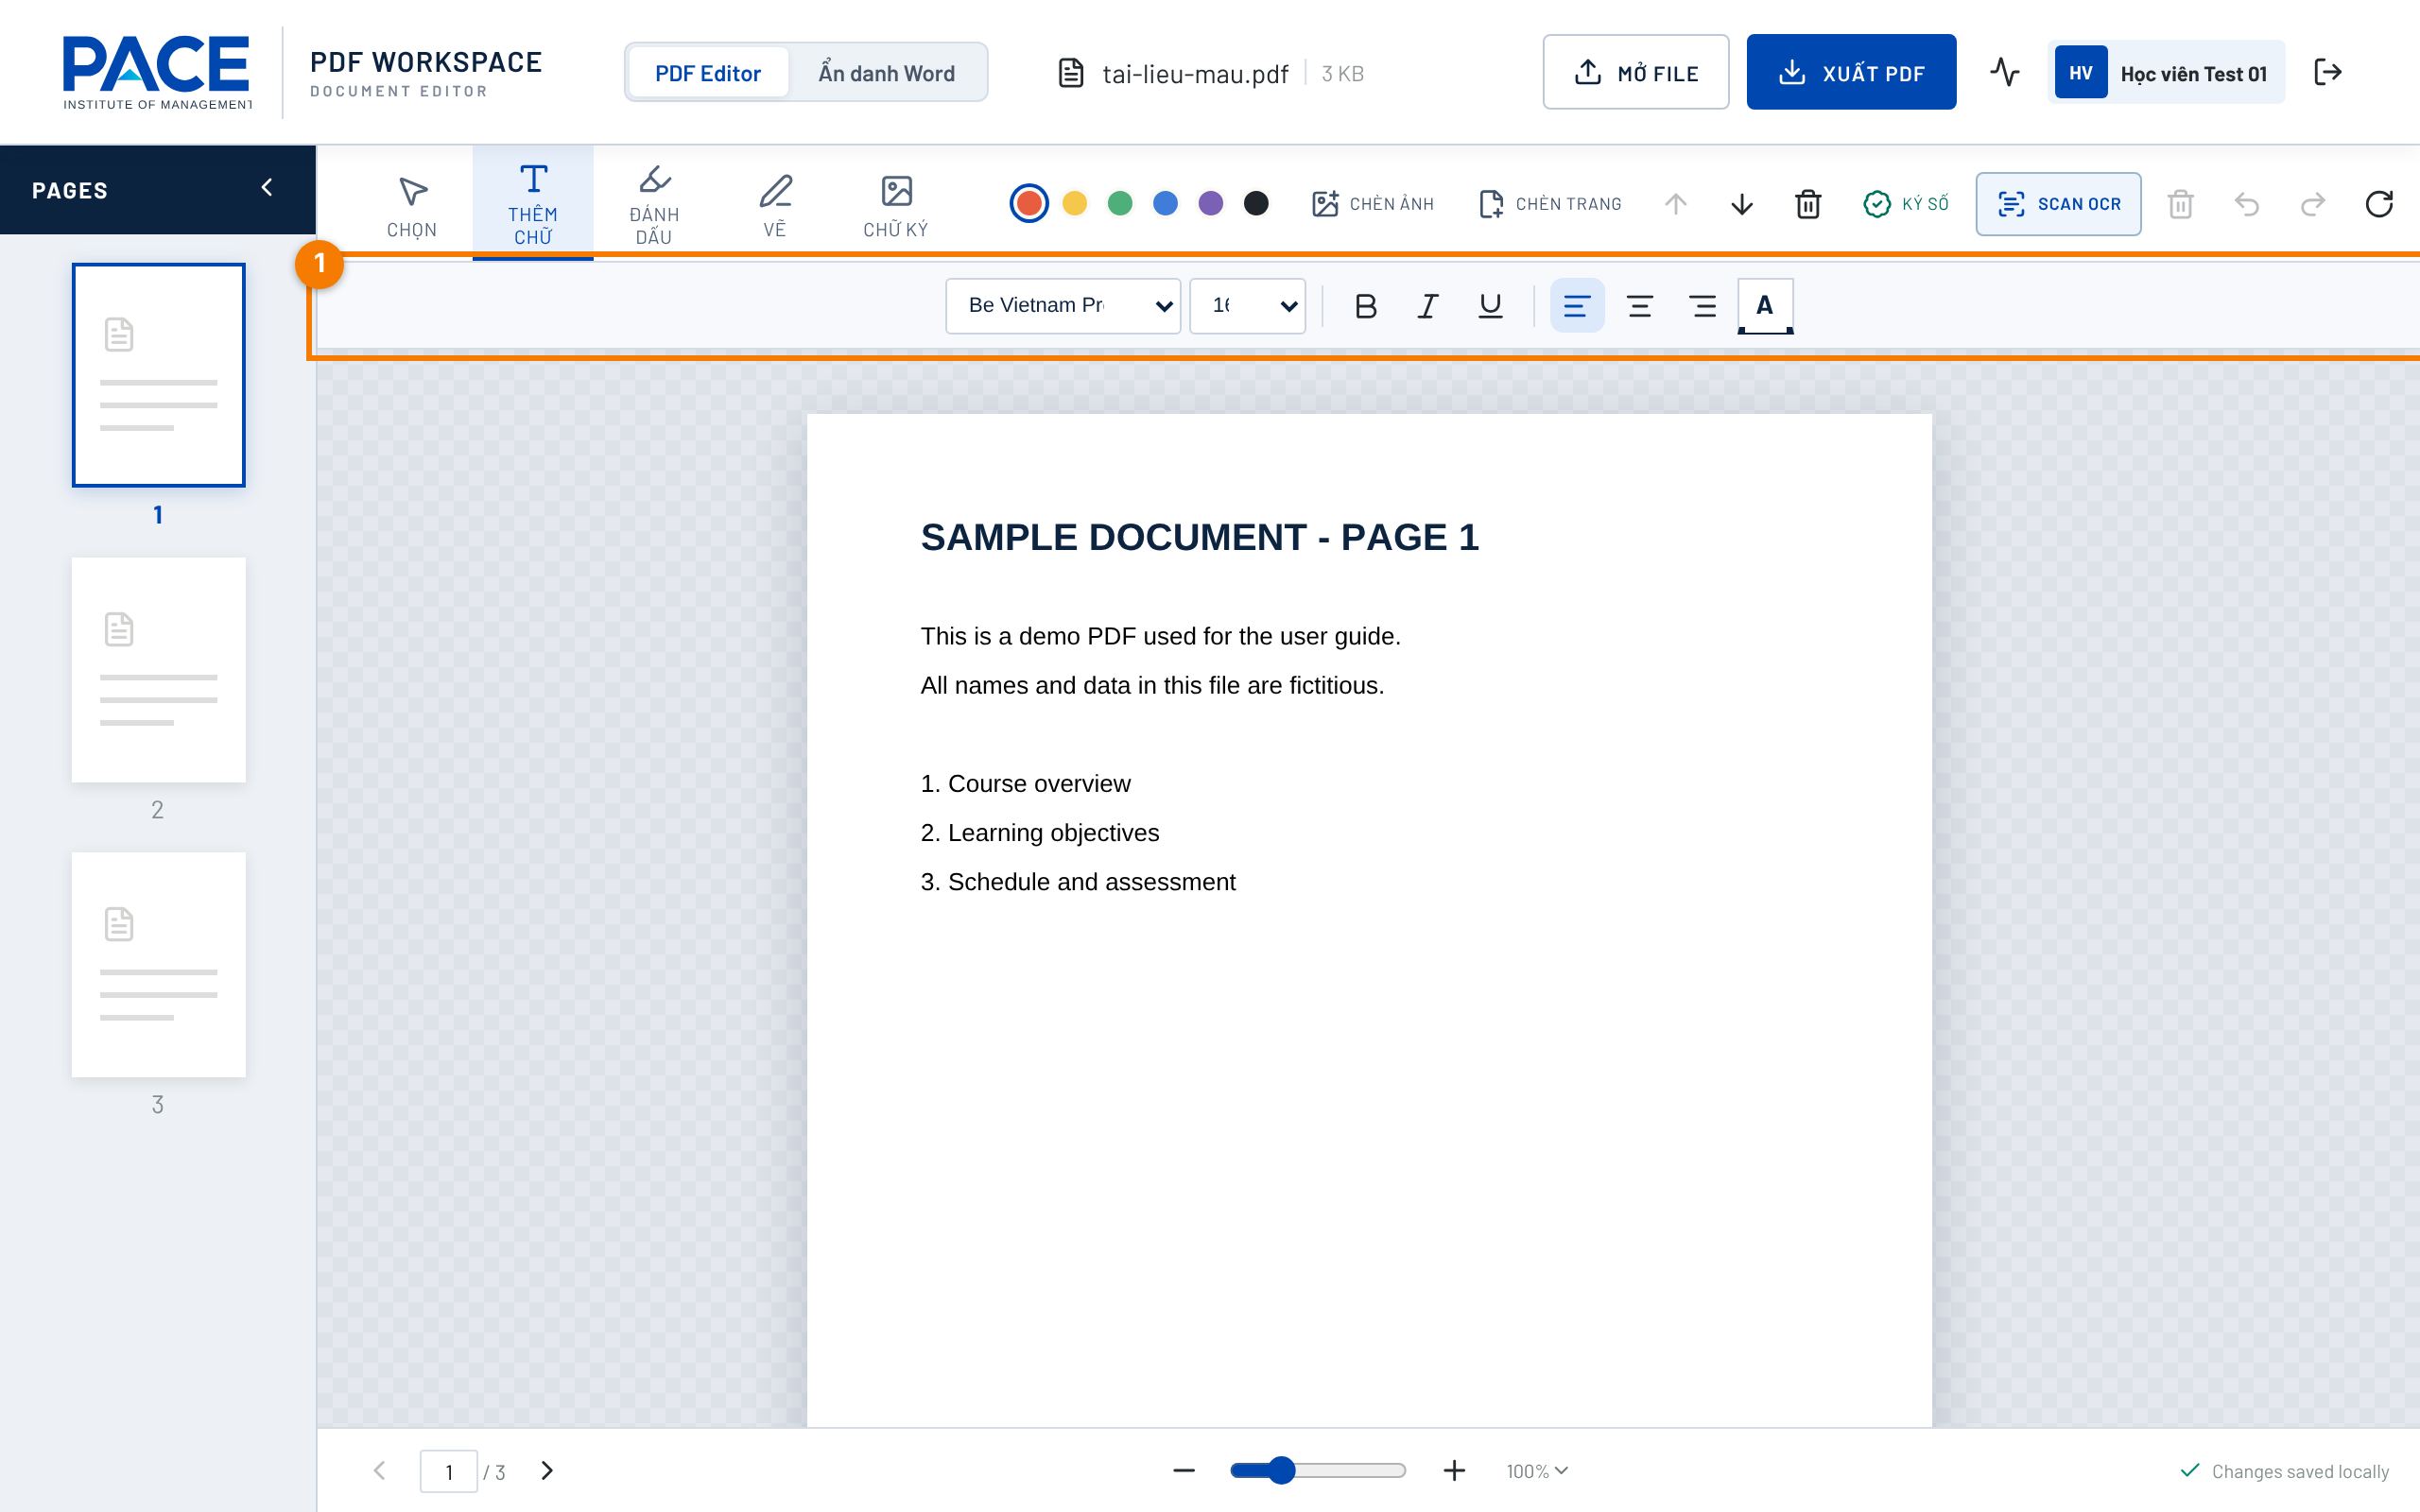 PACE
INSTITUTE OF MANAGEMENT
PDF WORKSPACE
DOCUMENT EDITOR
PDF Editor
Ẩn danh Word
tai-lieu-mau.pdf
3 KB
MỞ FILE
XUẤT PDF
HV
Học viên Test 01
PAGES
CHỌN
THÊM
CHỮ
ĐÁNH
DẤU
VẼ
CHỮ KÝ
CHÈN ẢNH
CHÈN TRANG
KÝ SỐ
SCAN OCR
1
Be Vietnam Pr
16
B
I
U
A
1
2
3
SAMPLE DOCUMENT - PAGE 1
This is a demo PDF used for the user guide.
All names and data in this file are fictitious.
1. Course overview
2. Learning objectives
3. Schedule and assessment
1 / 3
100%
Changes saved locally